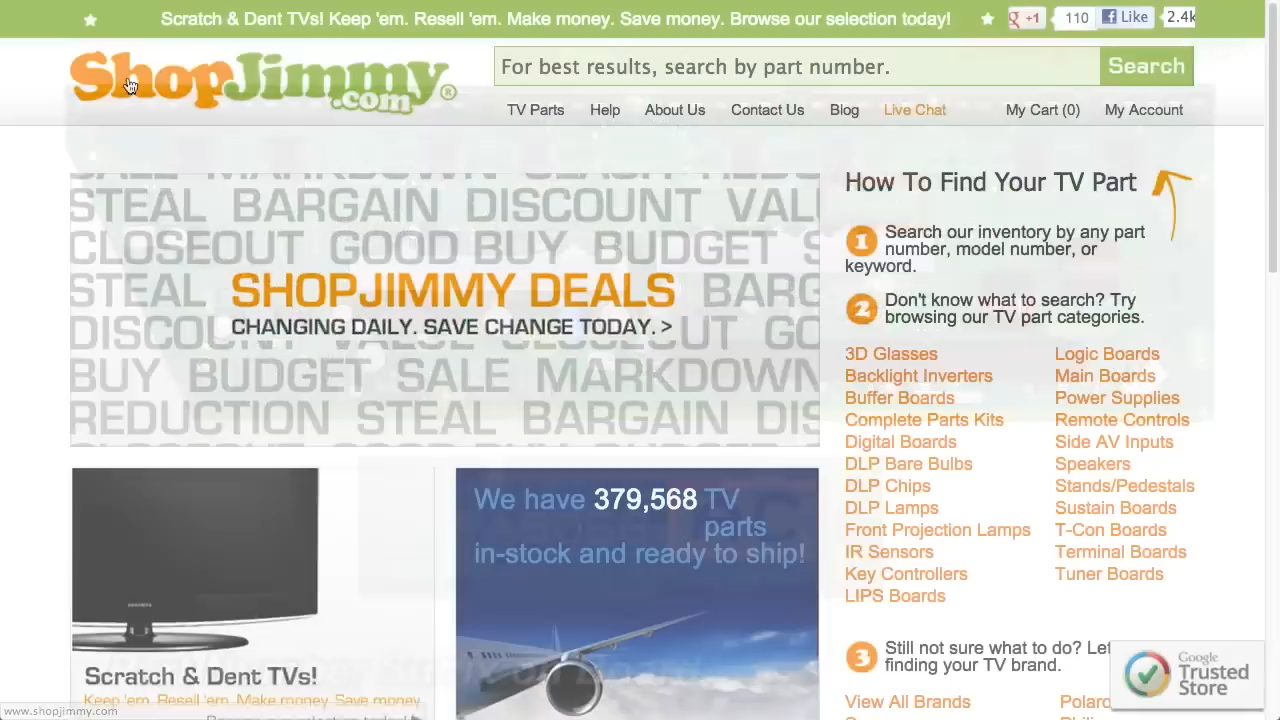 Scratch & Dent TVs! Keep 'em. Resell 'em. Make money. Save money. Browse our selection today!
+1
110
Like
2.4k
ShopJimmy.com®
For best results, search by part number.
Search
TV Parts
Help
About Us
Contact Us
Blog
Live Chat
My Cart (0)
My Account
STEAL BARGAIN DISCOUNT VAL
CLOSEOUT GOOD BUY BUDGET S
STEAL SHOPJIMMY DEALS BARG
DISCOU CHANGING DAILY. SAVE CHANGE TODAY. > UT GO
BUY BUDGET SALE MARKDOWN
REDUCTION STEAL BARGAIN DIS
How To Find Your TV Part
1 Search our inventory by any part
number, model number, or
keyword.
2 Don't know what to search? Try
browsing our TV part categories.
3D Glasses
Backlight Inverters
Buffer Boards
Complete Parts Kits
Digital Boards
DLP Bare Bulbs
DLP Chips
DLP Lamps
Front Projection Lamps
IR Sensors
Key Controllers
LIPS Boards
Logic Boards
Main Boards
Power Supplies
Remote Controls
Side AV Inputs
Speakers
Stands/Pedestals
Sustain Boards
T-Con Boards
Terminal Boards
Tuner Boards
3 Still not sure what to do? Let
finding your TV brand.
View All Brands
Polaro
We have 379,568 TV
parts
in-stock and ready to ship!
Scratch & Dent TVs!
Keep 'em. Resell 'em. Make money. Save money
Google
Trusted
Store
www.shopjimmy.com